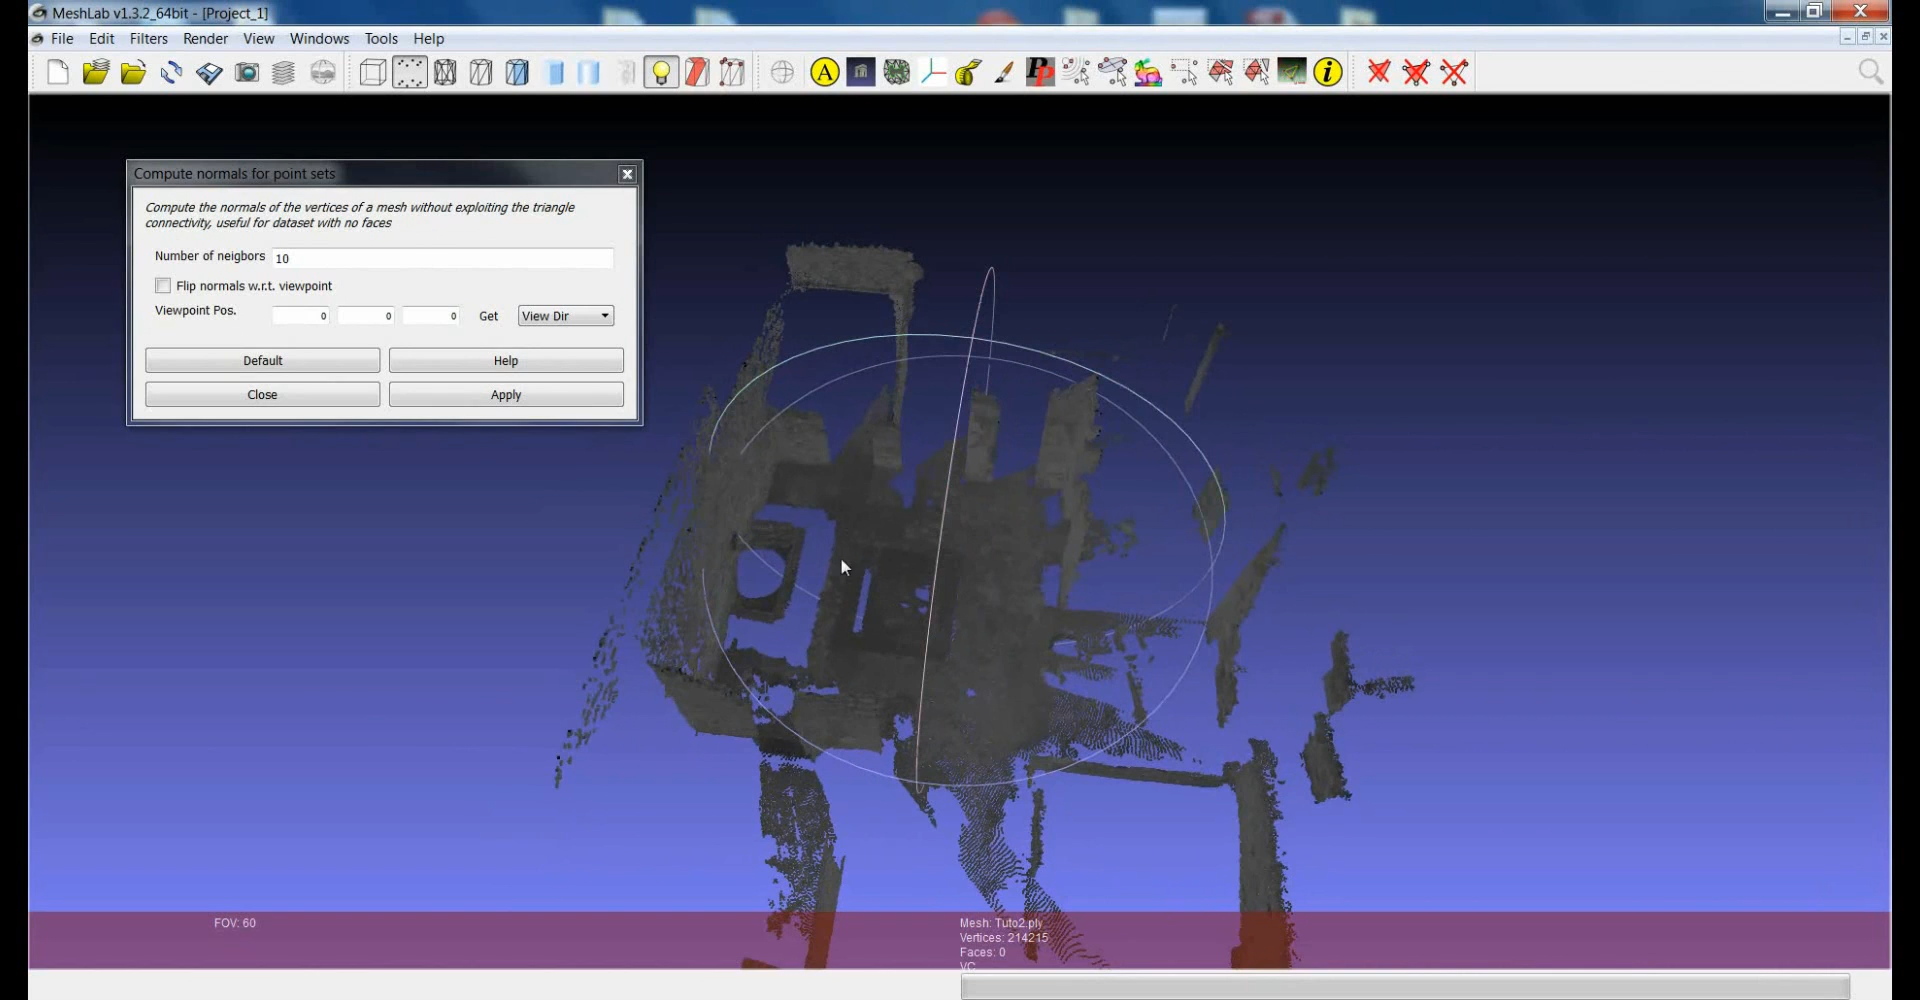 MeshLab v1.3.2_64bit - [Project_1]
File Edit Filters Render View Windows Tools Help
A
PP
i
Compute normals for point sets
Compute the normals of the vertices of a mesh without exploiting the triangle
connectivity, useful for dataset with no faces
Number of neigbors 10
Flip normals w.r.t. viewpoint
Viewpoint Pos. 0 0 0 Get View Dir
Default Help
Close Apply
FOV: 60
Mesh: Tuto2.ply
Vertices: 214215
Faces: 0
VC